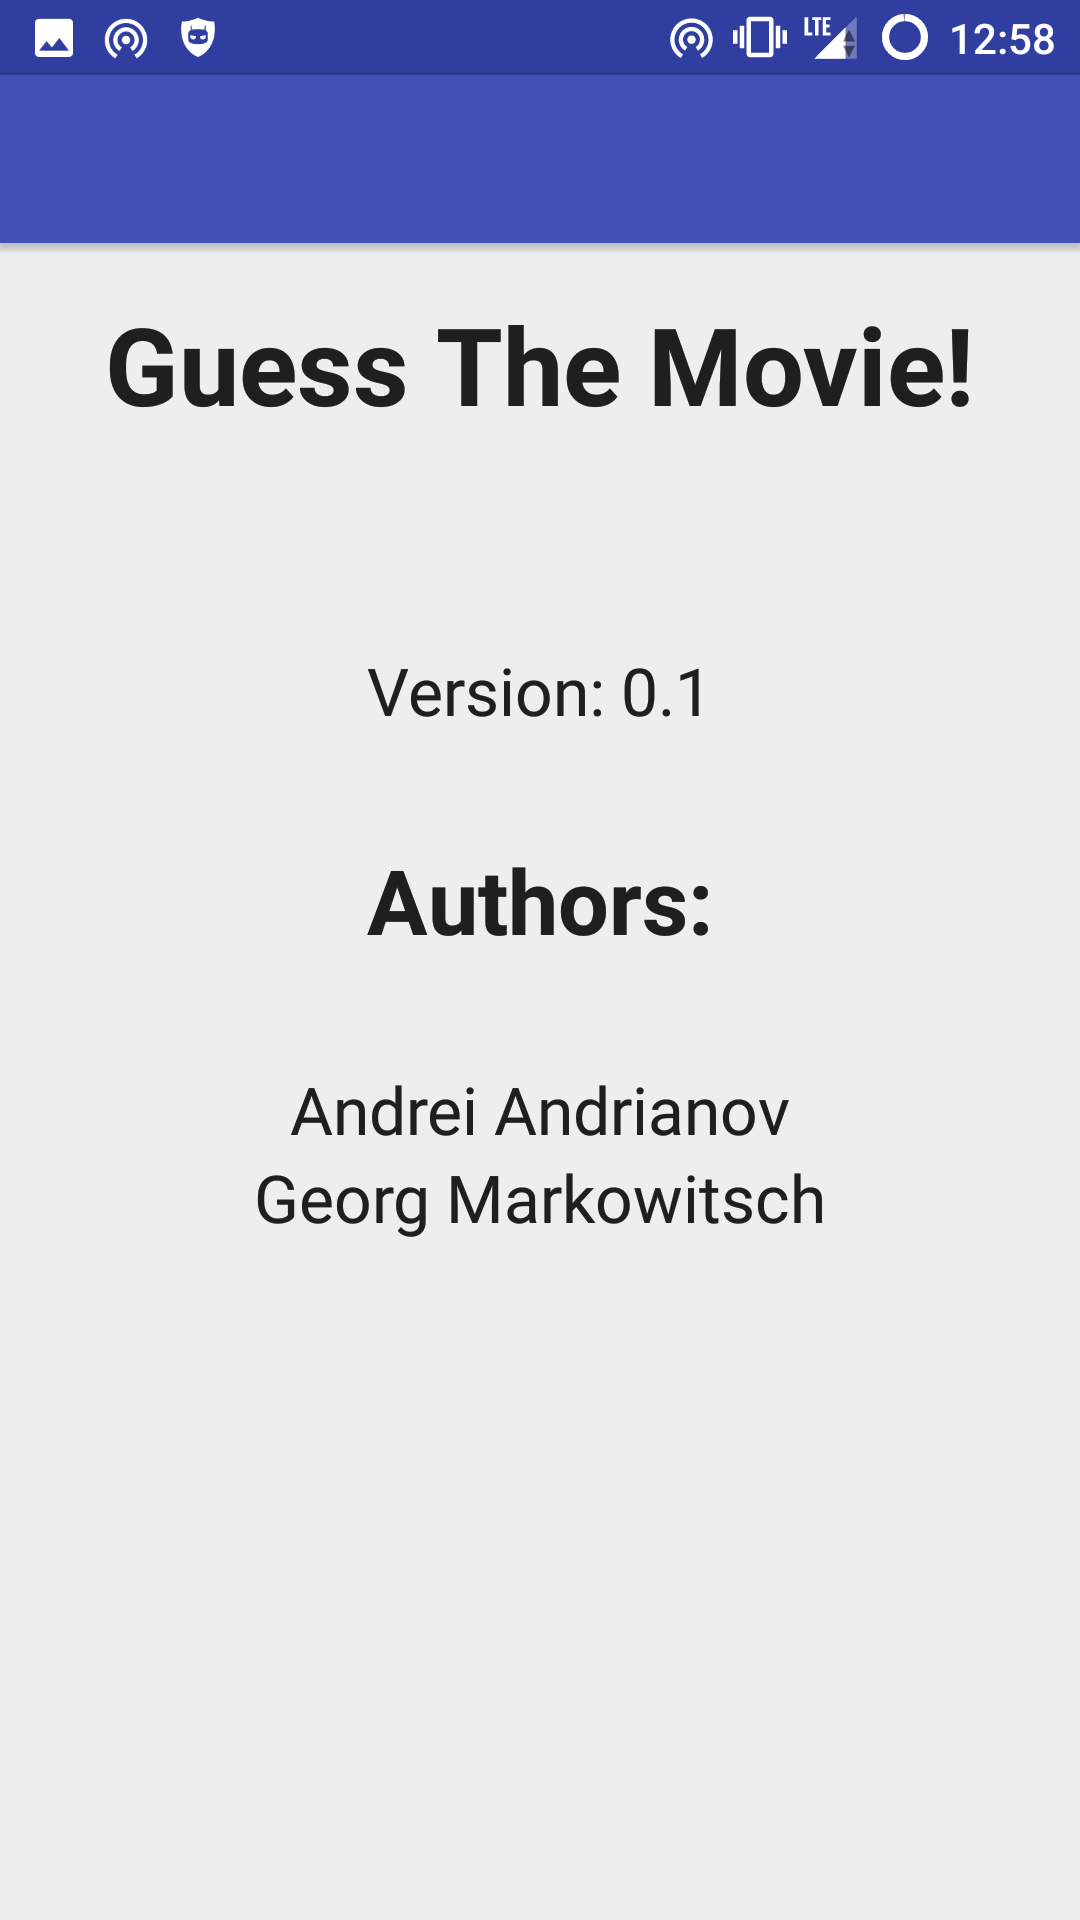 LTE 12:58
Guess The Movie!
Version: 0.1
Authors:
Andrei Andrianov
Georg Markowitsch